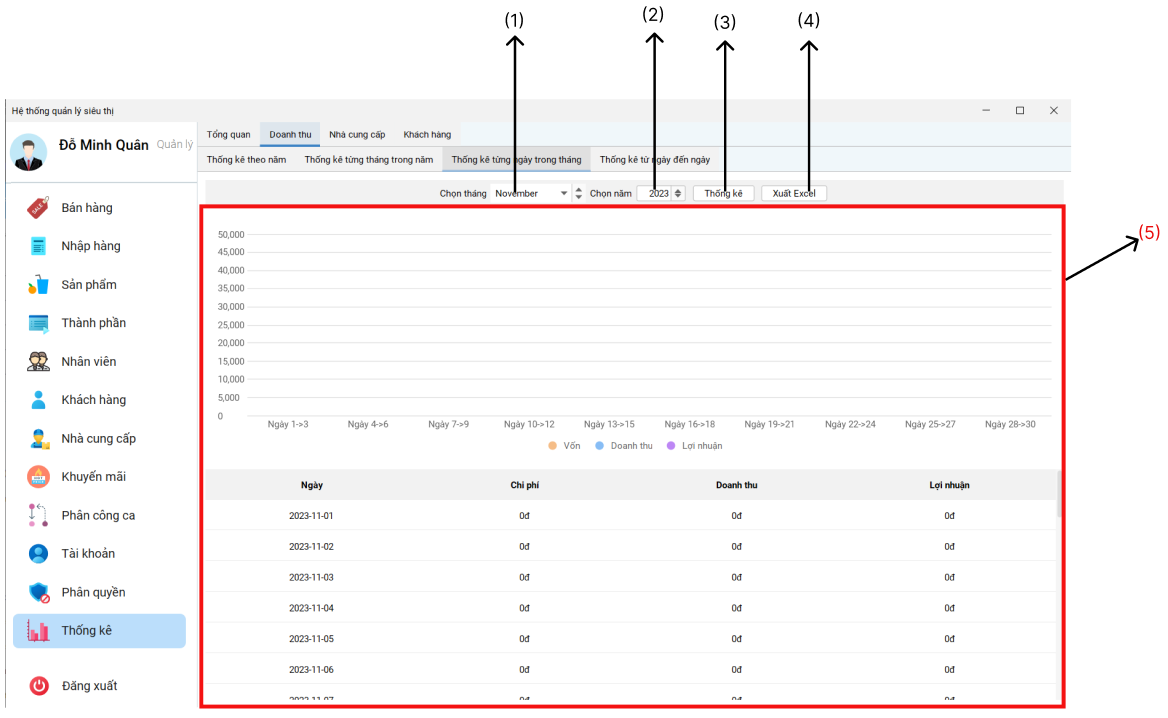 (1)
(2)
(3)
(4)
Hệ thống quản lý siêu thị
Đỗ Minh Quân Quản lý
Tổng quan Doanh thu Nhà cung cấp Khách hàng
Thống kê theo năm Thống kê từng tháng trong năm Thống kê từng ngày trong tháng Thống kê từ ngày đến ngày
Chọn tháng November Chọn năm 2023 Thống kê Xuất Excel
(5)
Bán hàng
Nhập hàng
Sản phẩm
Thành phần
Nhân viên
Khách hàng
Nhà cung cấp
Khuyến mãi
Phân công ca
Tài khoản
Phân quyền
Thống kê
Đăng xuất
50,000
45,000
40,000
35,000
30,000
25,000
20,000
15,000
10,000
5,000
0
Ngày 1->3 Ngày 4->6 Ngày 7->9 Ngày 10->12 Ngày 13->15 Ngày 16->18 Ngày 19->21 Ngày 22->24 Ngày 25->27 Ngày 28->30
Vốn Doanh thu Lợi nhuận
Ngày Chi phí Doanh thu Lợi nhuận
2023-11-01 0đ 0đ 0đ
2023-11-02 0đ 0đ 0đ
2023-11-03 0đ 0đ 0đ
2023-11-04 0đ 0đ 0đ
2023-11-05 0đ 0đ 0đ
2023-11-06 0đ 0đ 0đ
2023-11-07 0đ 0đ 0đ